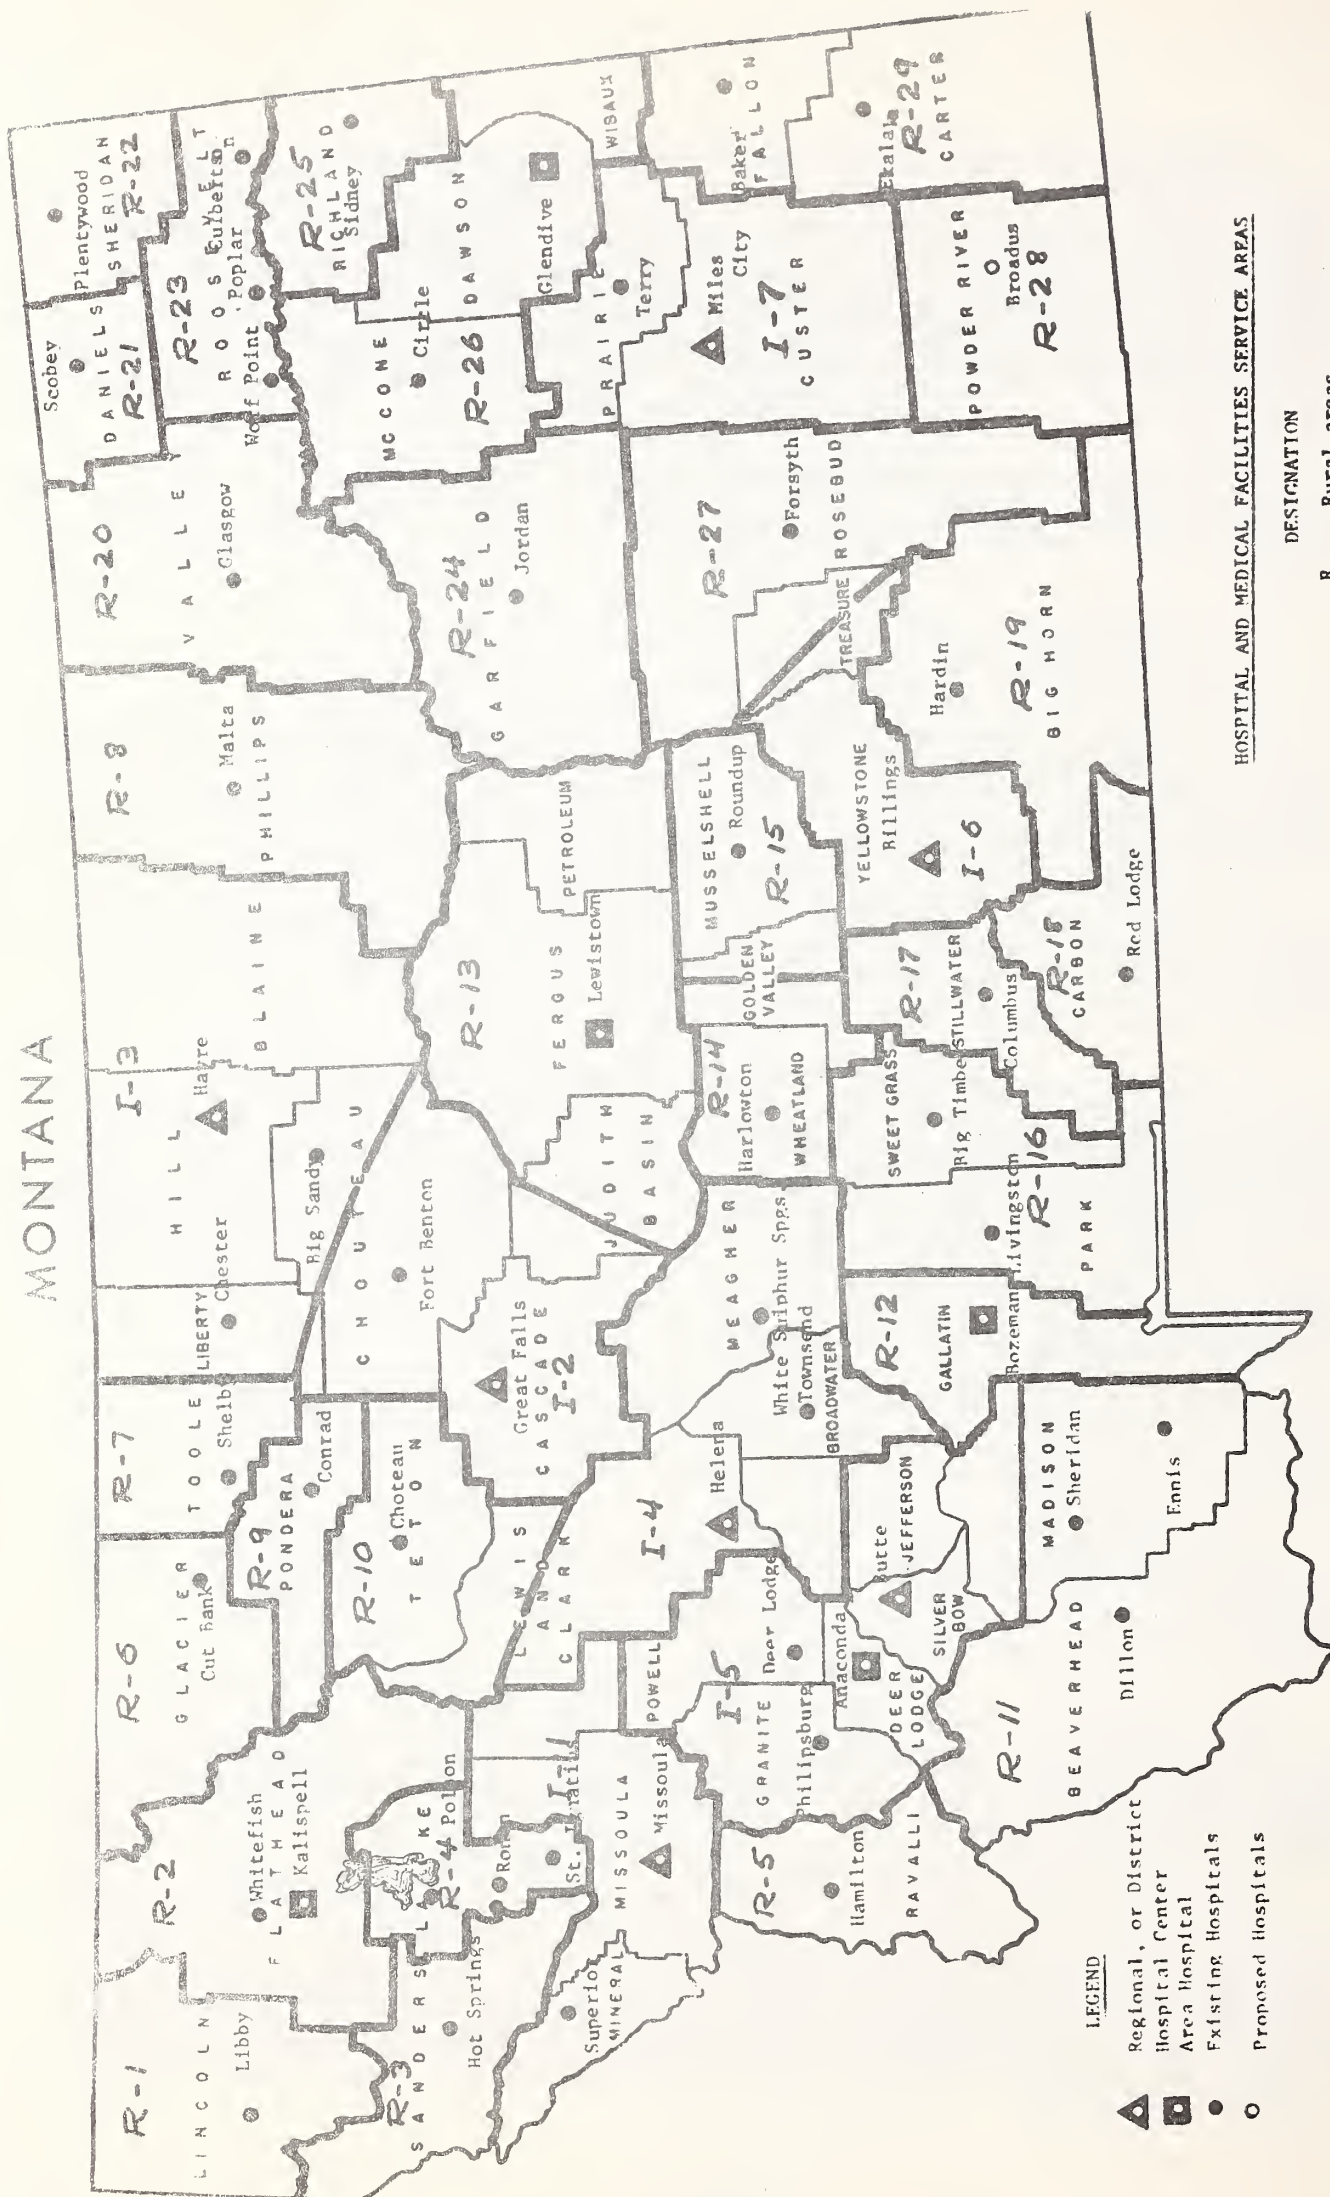 MONTANA
R-1
LINCOLN
Libby
R-2
Whitefish
FLATHEAD
Kalispell
R-3
SANDERS
Hot Springs
R-4
LAKE
Polson
Ron
St.
I-1
Superior
MINERAL
MISSOULA
Missoula
R-5
Hamilton
RAVALLI
R-6
GLACIER
Cut Bank
R-7
TOOLE
Shelby
R-9
PONDERA
Conrad
R-10
Choteau
TETON
LEWIS
AND
CLARK
I-4
Helena
POWELL
I-5
Deer Lodge
GRANITE
Philipsburg
Anaconda
DEER
LODGE
Butte
JEFFERSON
SILVER
BOW
R-11
BEAVERHEAD
Dillon
MADISON
Sheridan
Ennis
LIBERTY
Chester
HILL
I-3
Havre
BLAINE
Big Sandy
CHOUTEAU
Fort Benton
Great Falls
I-2
CASCADE
JUDITH
BASIN
MEAGHER
White Sulphur Spgs.
Townsend
BROADWATER
R-12
GALLATIN
Bozeman
Livingston
R-16
PARK
SWEET GRASS
Big Timber
R-14
Harlowton
WHEATLAND
R-13
FERGUS
Lewistown
PETROLEUM
GOLDEN
VALLEY
MUSSELSHELL
Roundup
R-15
R-17
STILLWATER
Columbus
R-18
CARBON
Red Lodge
YELLOWSTONE
Billings
I-6
R-8
Malta
PHILLIPS
R-20
VALLEY
Glasgow
R-24
GARFIELD
Jordan
R-27
Forsyth
ROSEBUD
TREASURE
Hardin
R-19
BIG HORN
Scobey
DANIELS
R-21
Plentywood
SHERIDAN
R-22
R-23
ROOSEVELT
Culbertson
Poplar
Wolf Point
R-25
RICHLAND
Sidney
MCCONE
Circle
R-26
DAWSON
Glendive
WIBAUX
PRAIRIE
Terry
Miles
City
I-7
CUSTER
Baker
FALLON
Ekalaka
R-29
CARTER
POWDER RIVER
Broadus
R-28
LEGEND
Regional, or District
Hospital Center
Area Hospital
Existing Hospitals
Proposed Hospitals
HOSPITAL AND MEDICAL FACILITIES SERVICE AREAS
DESIGNATION
R Rural areas